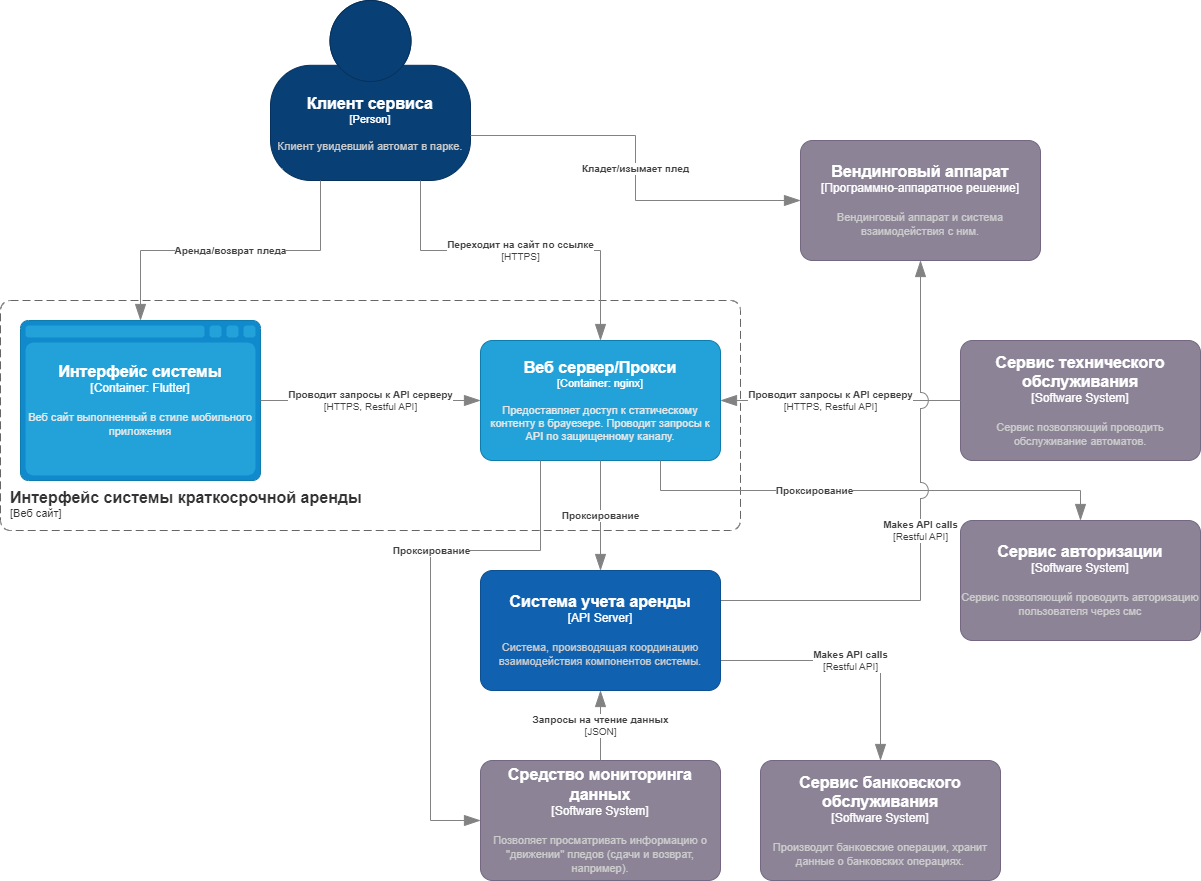 Клиент сервиса
[Person]
Клиент увидевший автомат в парке.
Кладет/изымает плед
Вендинговый аппарат
[Программно-аппаратное решение]
Вендинговый аппарат и система
взаимодействия с ним.
Аренда/возврат пледа
Переходит на сайт по ссылке
[HTTPS]
Интерфейс системы
[Container: Flutter]
Веб сайт выполненный в стиле мобильного
приложения
Проводит запросы к API серверу
[HTTPS, Restful API]
Веб сервер/Прокси
[Container: nginx]
Предоставляет доступ к статическому
контенту в брауезере. Проводит запросы к
API по защищенному каналу.
Проводит запросы к API серверу
[HTTPS, Restful API]
Сервис технического
обслуживания
[Software System]
Сервис позволяющий проводить
обслуживание автоматов.
Интерфейс системы краткосрочной аренды
[Веб сайт]
Проксирование
Проксирование
Проксирование
Makes API calls
[Restful API]
Сервис авторизации
[Software System]
Сервис позволяющий проводить авторизацию
пользователя через смс
Система учета аренды
[API Server]
Система, производящая координацию
взаимодействия компонентов системы.
Makes API calls
[Restful API]
Запросы на чтение данных
[JSON]
Средство мониторинга
данных
[Software System]
Позволяет просматривать информацию о
"движении" пледов (сдачи и возврат,
например).
Сервис банковского
обслуживания
[Software System]
Производит банковские операции, хранит
данные о банковских операциях.